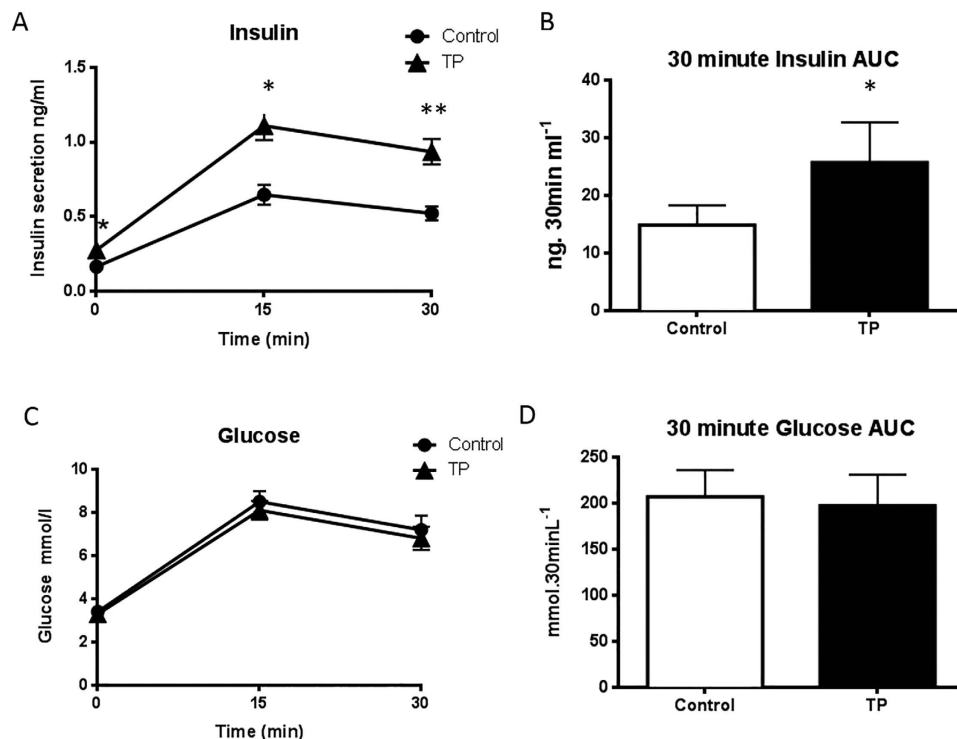 A
Insulin
Control
TP
Insulin secretion ng/ml
1.5
1.0
0.5
0.0
*
*
**
0
15
30
Time (min)
B
30 minute Insulin AUC
ng. 30min ml⁻¹
40
30
20
10
0
*
Control
TP
C
Glucose
Control
TP
Glucose mmol/l
10
8
6
4
2
0
0
15
30
Time (min)
D
30 minute Glucose AUC
mmol.30minL⁻¹
250
200
150
100
50
0
Control
TP